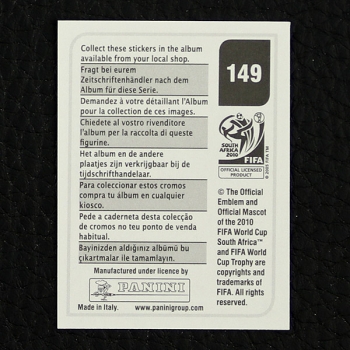 Collect these stickers in the album
available from your local shop.
Fragt bei eurem
Zeitschriftenhändler nach dem
Album für diese Serie.
Demandez à votre détaillant l'Album
pour la collection de ces images.
Chiedete al vostro rivenditore
l'album per la raccolta di queste
figurine.
Het album en de andere
plaatjes zijn verkrijgbaar bij de
tijdschrifthandelaar.
Para coleccionar estos cromos
compra tu álbum en cualquier
kiosco.
Pede a caderneta desta colecção
de cromos no teu ponto de venda
habitual.
Bayinizden aldığınız albümü bu
çıkartmalar ile tamamlayın.
Manufactured under licence by
PANINI
Made in Italy. www.paninigroup.com
149
SOUTH AFRICA
2010
FIFA
OFFICIAL LICENSED
PRODUCT
© The Official
Emblem and
Official Mascot
of the 2010
FIFA World Cup
South Africa™
and FIFA World
Cup Trophy are
copyrights and
trademarks of
FIFA. All rights
reserved.